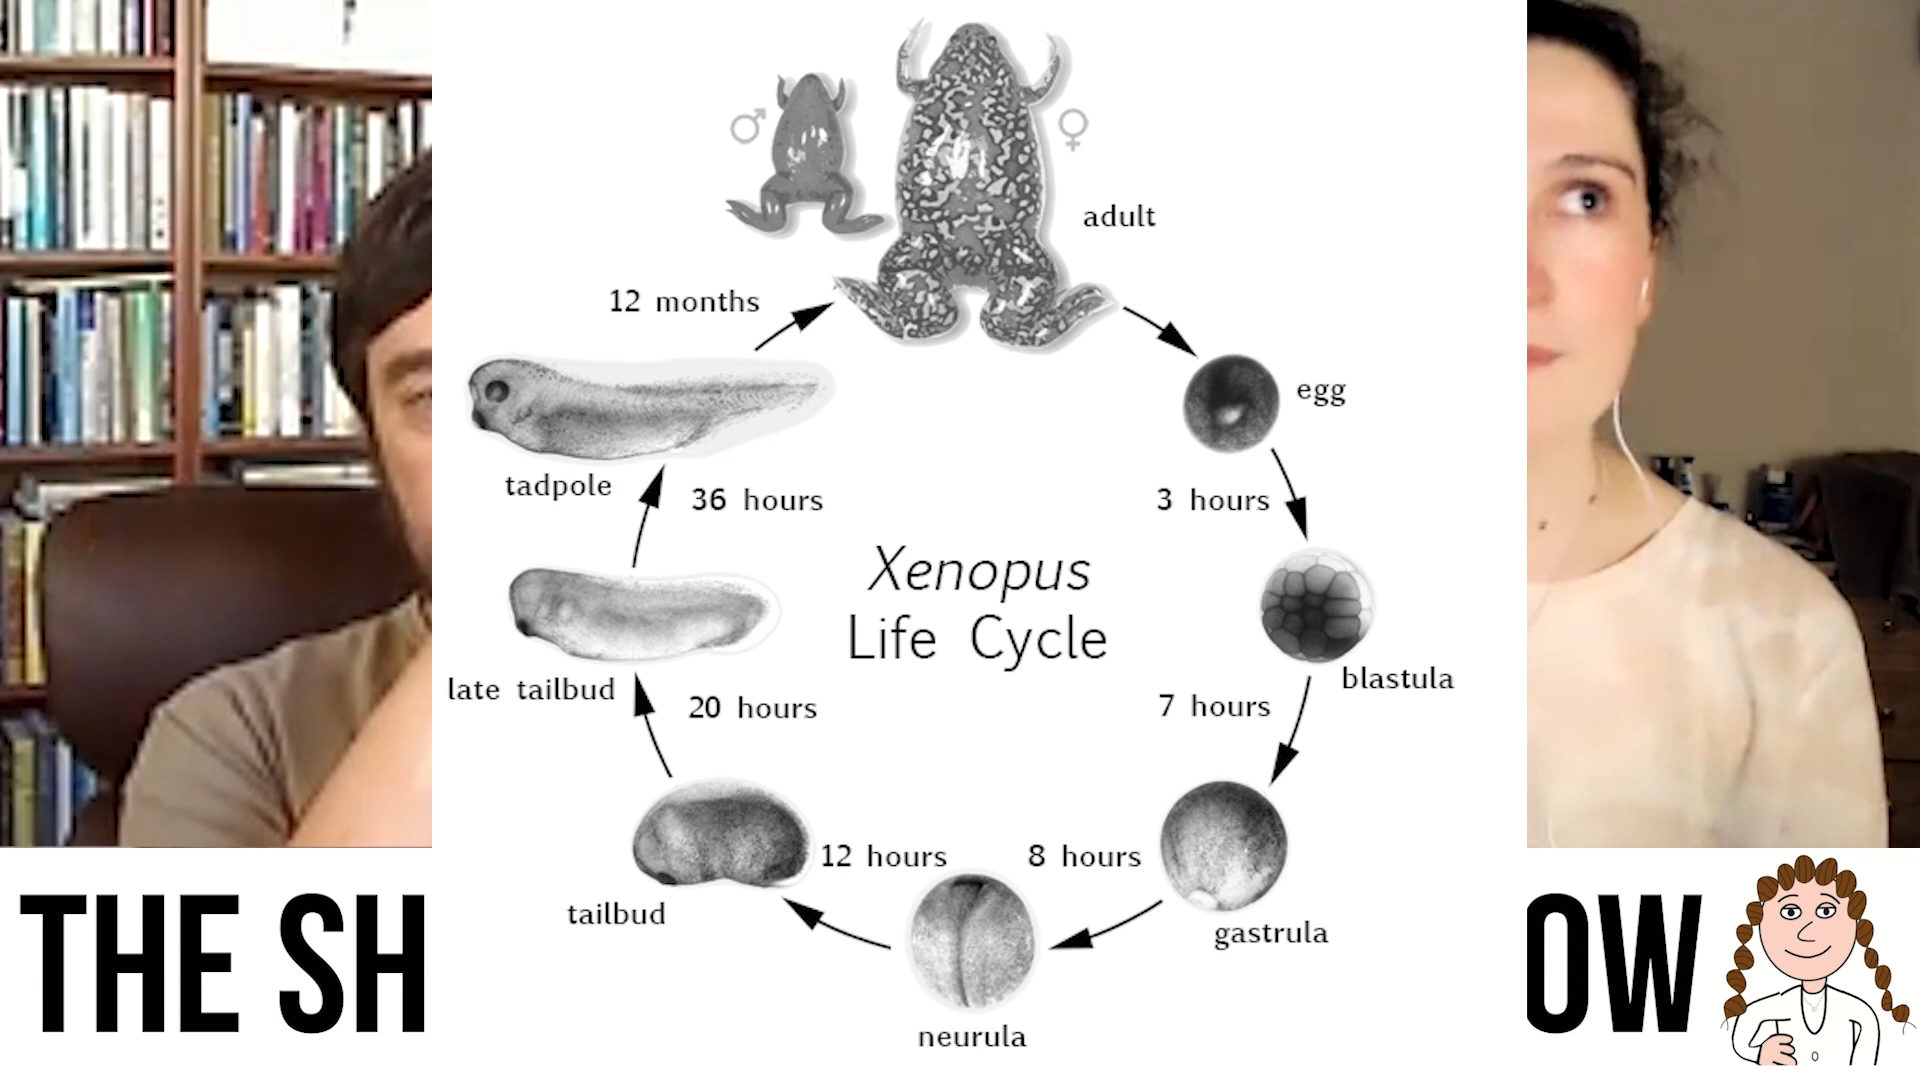 ♂
♀
adult
12 months
egg
tadpole
36 hours
3 hours
Xenopus
Life Cycle
late tailbud
blastula
20 hours
7 hours
12 hours
8 hours
tailbud
gastrula
neurula
THE SH
OW